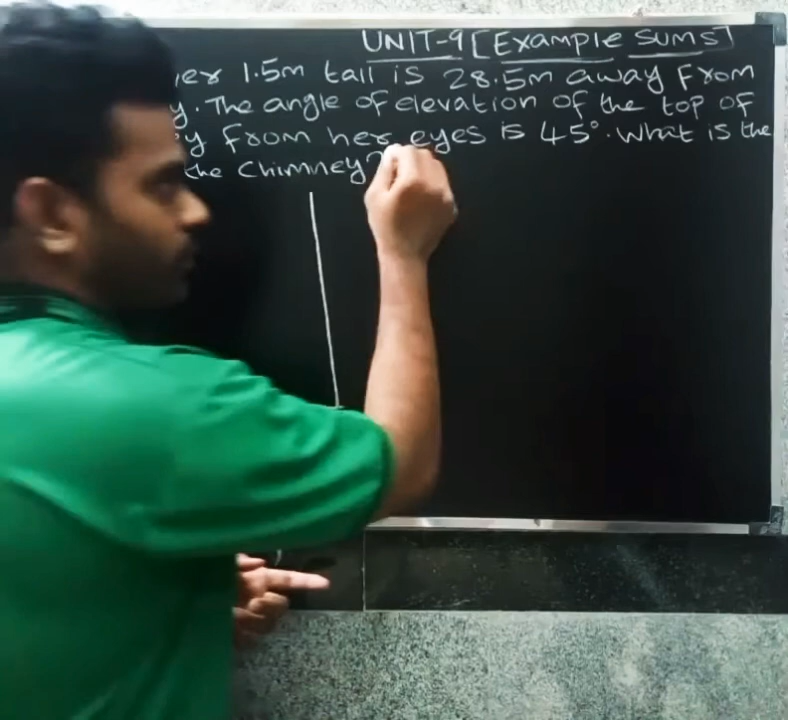 UNIT-9 [Example sums]
er 1.5m tall is 28.5m away From
y. The angle of elevation of the top of
y From her eyes is 45°. What is the
the Chimney?